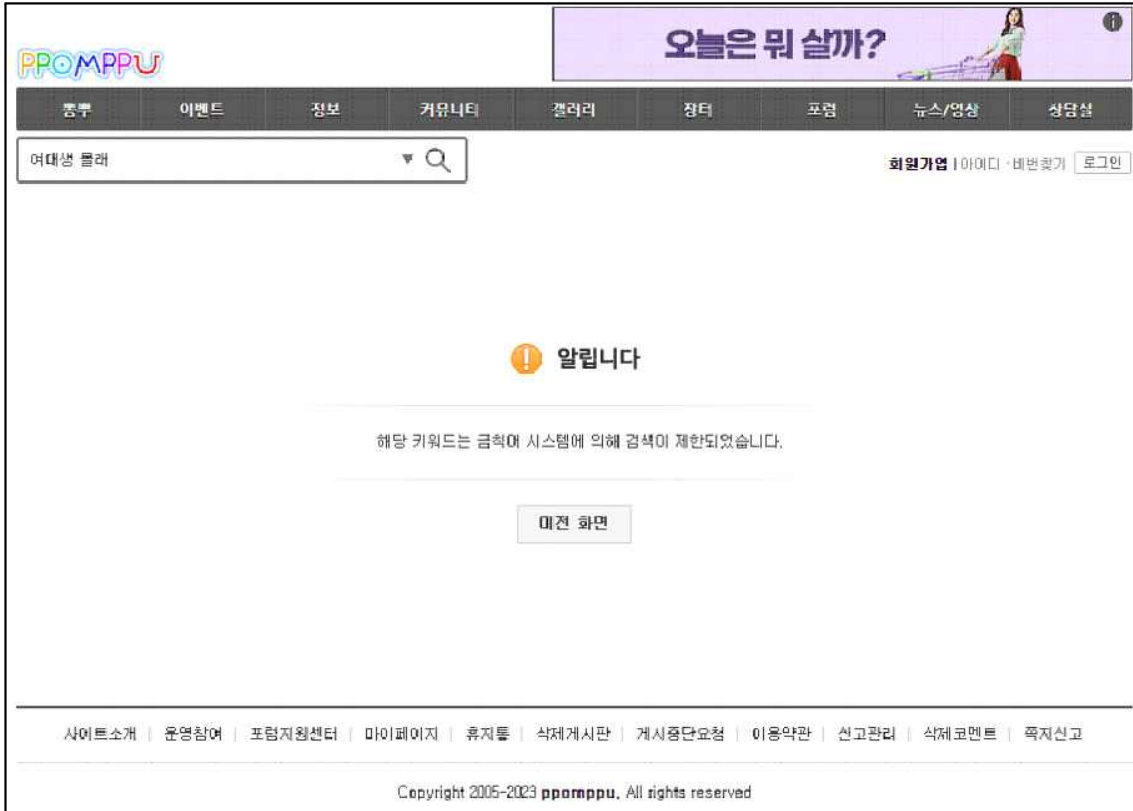 오늘은 뭐 살까?
PPOMPPU
뽐뿌 이벤트 정보 커뮤니티 갤러리 장터 포럼 뉴스/영상 상담실
여대생 몰래
회원가입 | 아이디 · 비번찾기 로그인
알립니다
해당 키워드는 금칙어 시스템에 의해 검색이 제한되었습니다.
이전 화면
사이트소개 | 운영참여 | 포럼지원센터 | 마이페이지 | 휴지통 | 삭제게시판 | 게시중단요청 | 이용약관 | 신고관리 | 삭제코멘트 | 쪽지신고
Copyright 2005-2023 ppomppu, All rights reserved